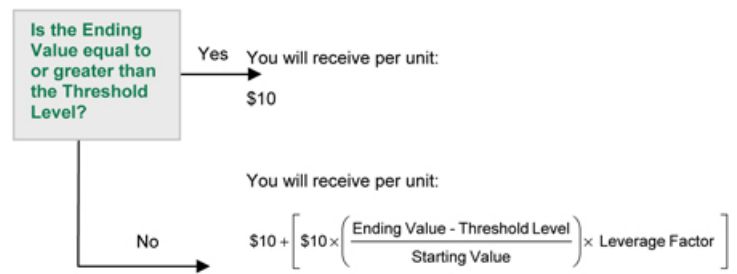 Is the Ending
Value equal to
or greater than
the Threshold
Level?
Yes
You will receive per unit:
$10
You will receive per unit:
No
$10 + [ $10 × ( Ending Value - Threshold Level / Starting Value ) × Leverage Factor ]